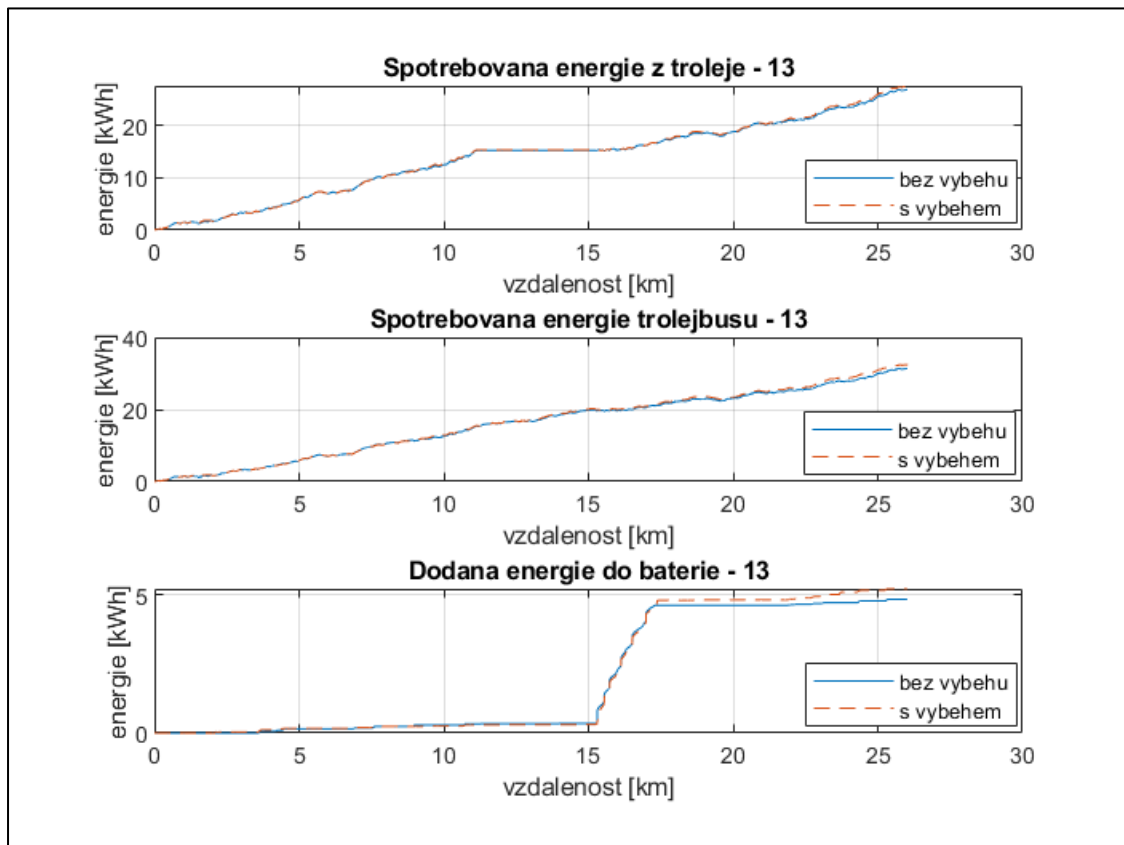 Spotrebovana energie z troleje - 13
energie [kWh]
20
10
0
bez vybehu
s vybehem
0 5 10 15 20 25 30
vzdalenost [km]
Spotrebovana energie trolejbusu - 13
energie [kWh]
40
20
0
bez vybehu
s vybehem
0 5 10 15 20 25 30
vzdalenost [km]
Dodana energie do baterie - 13
energie [kWh]
5
0
bez vybehu
s vybehem
0 5 10 15 20 25 30
vzdalenost [km]